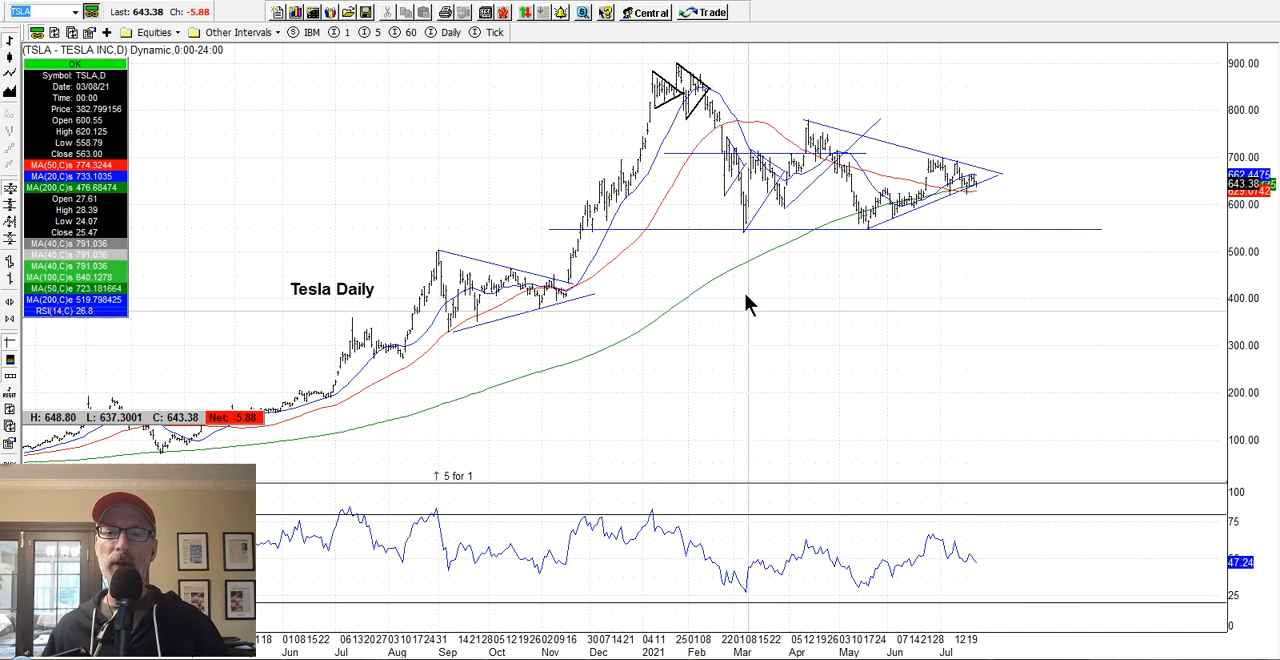 TSLA Last: 643.38 Ch: -5.88 Central Trade
Equities Other Intervals IBM 1 5 60 Daily Tick
(TSLA - TESLA INC,D) Dynamic,0:00-24:00
OK
Symbol: TSLA,D
Date: 03/08/21
Time: 00:00
Price: 382.799156
Open 600.55
High 620.125
Low 558.79
Close 563.00
MA(50,C)s 774.3244
MA(20,C)s 733.1035
MA(200,C)s 476.68474
Open 27.61
High 28.39
Low 24.07
Close 25.47
MA(40,C)s 791.036
MA(40,C)s 791.036
MA(40,C)s 791.036
MA(100,C)s 640.1278
MA(50,C)e 723.181664
MA(200,C)e 519.798425
RSI(14,C) 26.8
Tesla Daily
900.00
800.00
700.00
662.4475
643.38
600.00
500.00
400.00
300.00
200.00
100.00
H: 648.80 L: 637.3001 C: 643.38 Net: -5.88
5 for 1
100
75
47.24
25
0
RESET
Jun Jul Aug Sep Oct Nov Dec 2021 Feb Mar Apr May Jun Jul